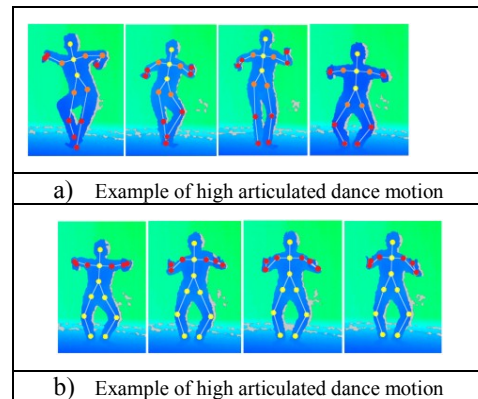 a) Example of high articulated dance motion
b) Example of high articulated dance motion